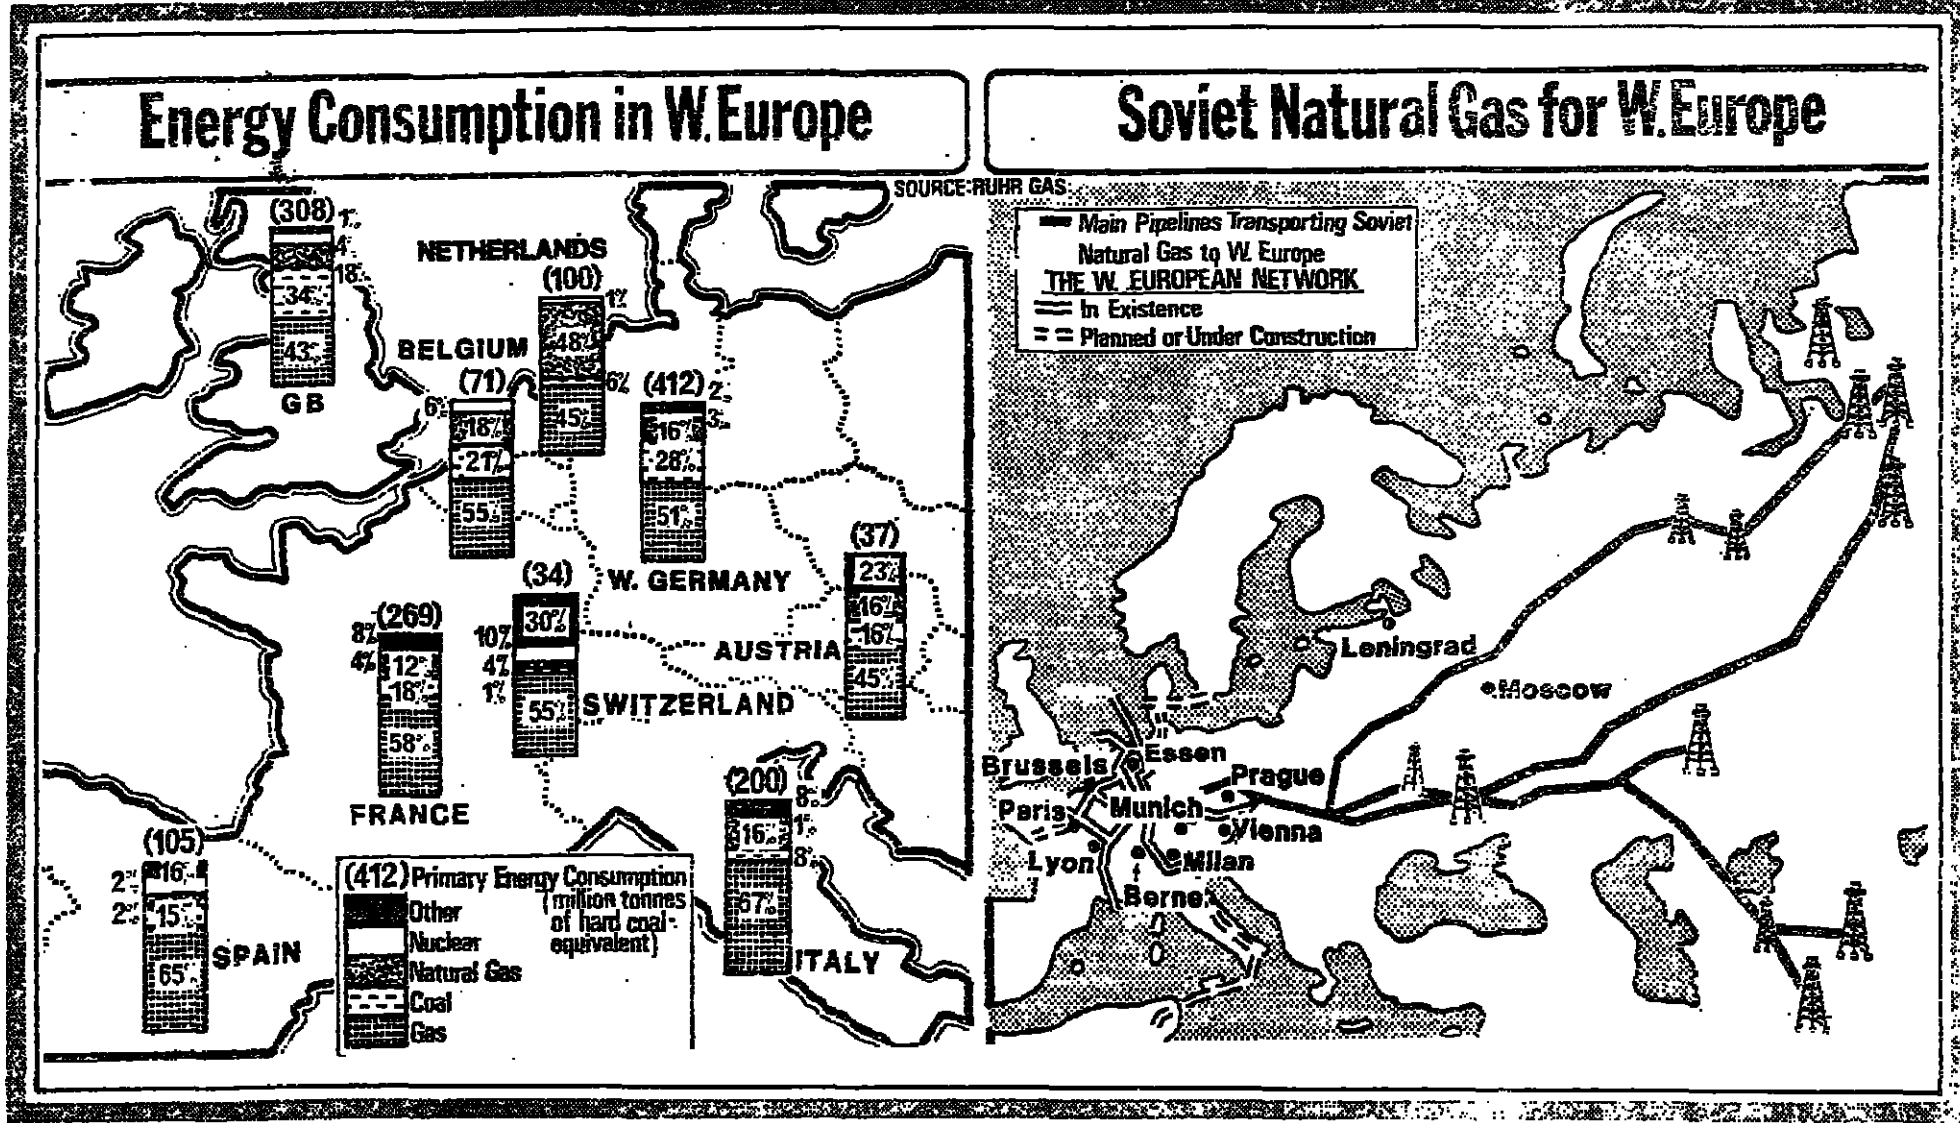 Energy Consumption in W. Europe
SOURCE: RUHR GAS
(308)
1%
4%
18%
34%
43%
GB
NETHERLANDS
(100)
1%
48%
6%
45%
BELGIUM
(71)
6%
18%
21%
55%
(412)
2%
3%
16%
28%
51%
W. GERMANY
(37)
23%
16%
16%
45%
AUSTRIA
(34)
30%
10%
4%
1%
55%
SWITZERLAND
(269)
8%
4%
12%
18%
58%
FRANCE
(200)
8%
16%
1%
8%
67%
ITALY
(105)
16%
2%
2%
15%
65%
SPAIN
(412) Primary Energy Consumption
(million tonnes
of hard coal-
equivalent)
Other
Nuclear
Natural Gas
Coal
Gas
Soviet Natural Gas for W. Europe
Main Pipelines Transporting Soviet
Natural Gas to W. Europe
THE W. EUROPEAN NETWORK
In Existence
Planned or Under Construction
Leningrad
Moscow
Essen
Brussels
Prague
Paris
Munich
Vienna
Lyon
Milan
Berne